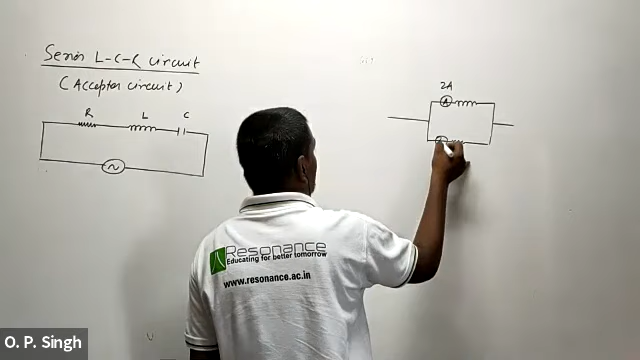 Series L-C-R circuit
(Acceptor circuit)
R L C
2A
A
Resonance
Educating for better tomorrow
www.resonance.ac.in
O. P. Singh